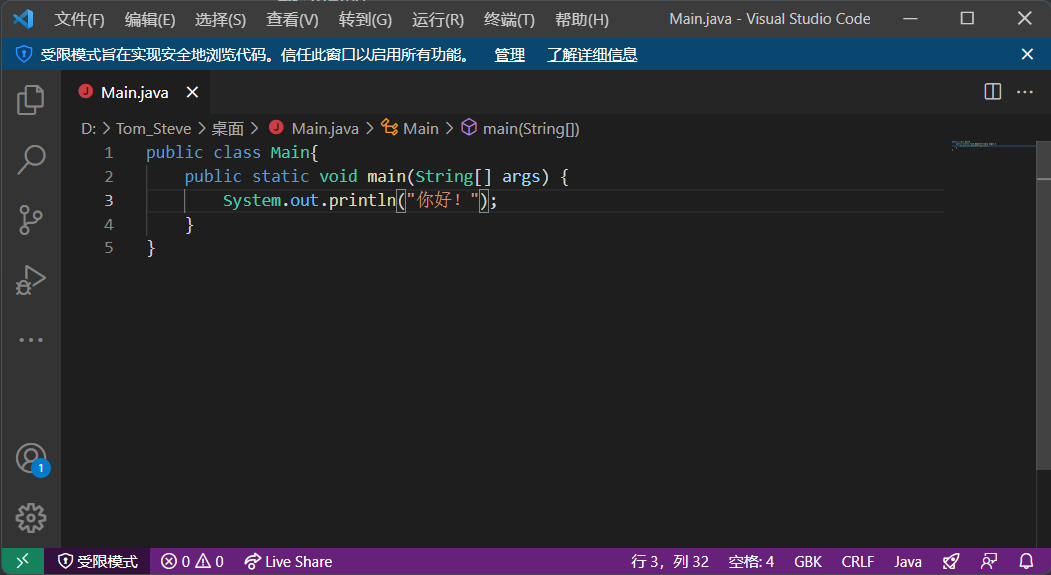 文件(F) 编辑(E) 选择(S) 查看(V) 转到(G) 运行(R) 终端(T) 帮助(H) Main.java - Visual Studio Code
受限模式旨在实现安全地浏览代码。信任此窗口以启用所有功能。 管理 了解详细信息
J Main.java
D: > Tom_Steve > 桌面 > J Main.java > Main > main(String[])
1 public class Main{
2 public static void main(String[] args) {
3 System.out.println("你好！");
4 }
5 }
1
受限模式 0 0 Live Share 行 3，列 32 空格: 4 GBK CRLF Java